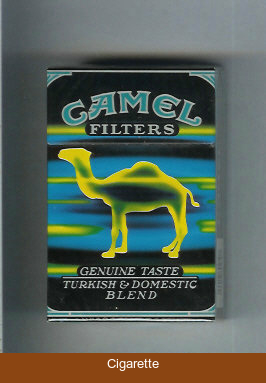 CAMEL
FILTERS
GENUINE TASTE
TURKISH & DOMESTIC
BLEND
Cigarette